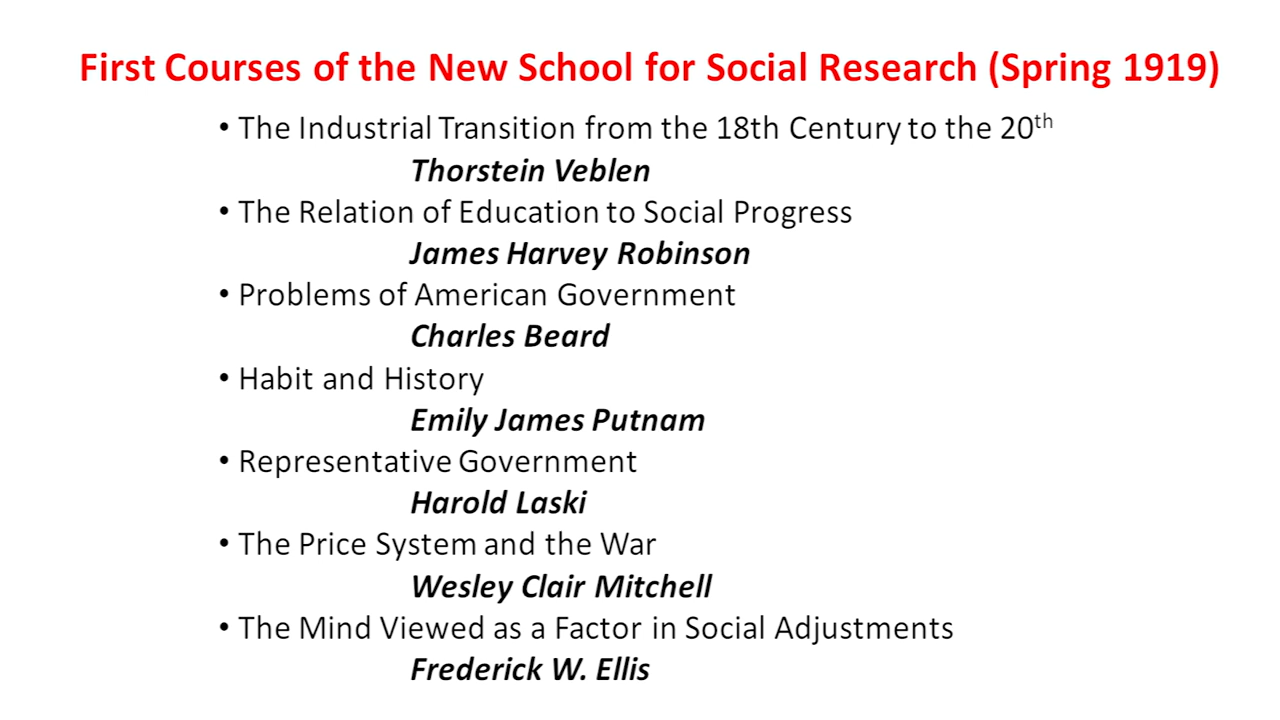 First Courses of the New School for Social Research (Spring 1919)
• The Industrial Transition from the 18th Century to the 20th
Thorstein Veblen
• The Relation of Education to Social Progress
James Harvey Robinson
• Problems of American Government
Charles Beard
• Habit and History
Emily James Putnam
• Representative Government
Harold Laski
• The Price System and the War
Wesley Clair Mitchell
• The Mind Viewed as a Factor in Social Adjustments
Frederick W. Ellis